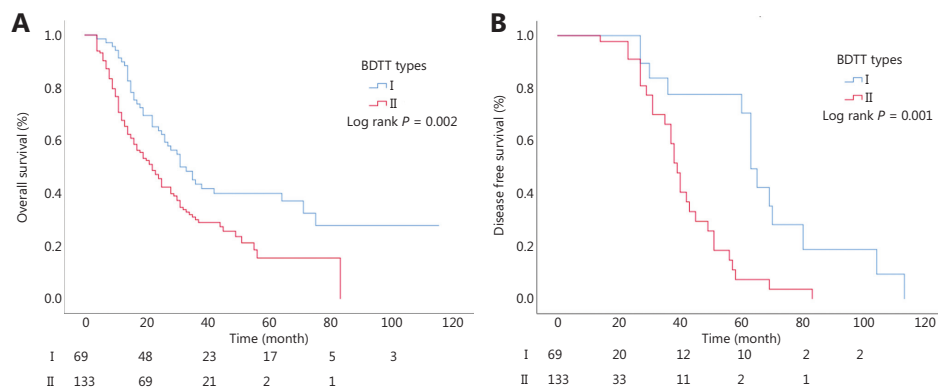 A
Overall survival (%)
1.0
0.8
0.6
0.4
0.2
0.0
BDTT types
I
II
Log rank P = 0.002
0 20 40 60 80 100 120
Time (month)
I 69 48 23 17 5 3
II 133 69 21 2 1
B
Disease free survival (%)
1.0
0.8
0.6
0.4
0.2
0.0
BDTT types
I
II
Log rank P = 0.001
0 20 40 60 80 100 120
Time (month)
I 69 20 12 10 2 2
II 133 33 11 2 1